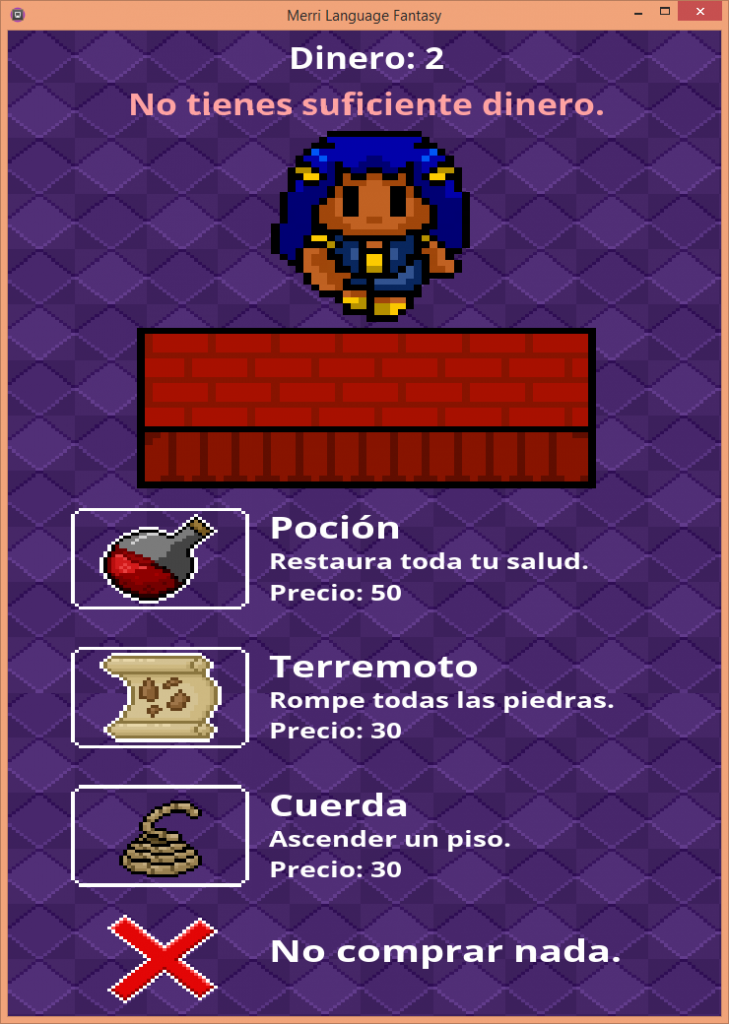 Merri Language Fantasy
Dinero: 2
No tienes suficiente dinero.
Poción
Restaura toda tu salud.
Precio: 50
Terremoto
Rompe todas las piedras.
Precio: 30
Cuerda
Ascender un piso.
Precio: 30
No comprar nada.